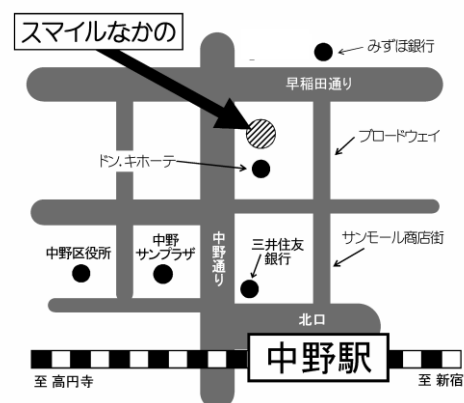 スマイルなかの
みずほ銀行
早稲田通り
ブロードウェイ
ドン.キホーテ
サンモール商店街
中野区役所
中野
サンプラザ
中野通り
三井住友
銀行
北口
中野駅
至 高円寺
至 新宿